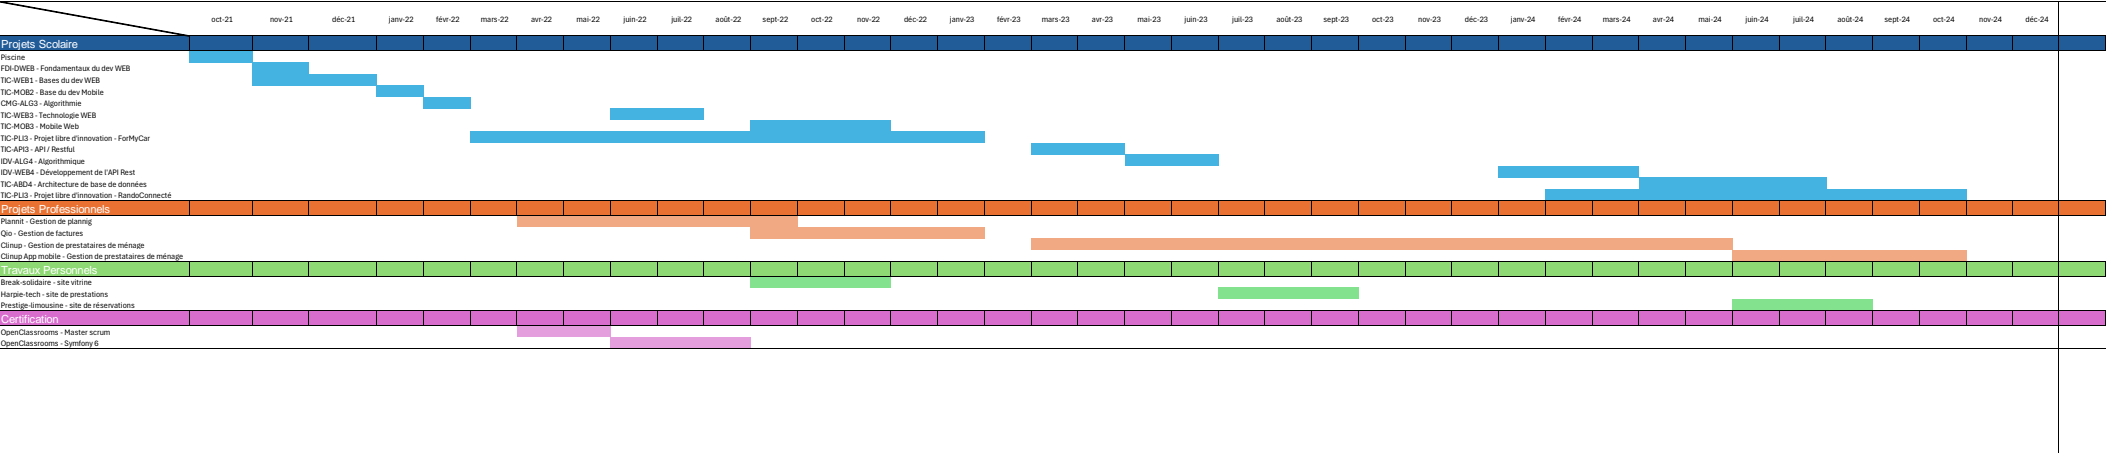 oct-21 nov-21 déc-21 janv-22 févr-22 mars-22 avr-22 mai-22 juin-22 juil-22 août-22 sept-22 oct-22 nov-22 déc-22 janv-23 févr-23 mars-23 avr-23 mai-23 juin-23 juil-23 août-23 sept-23 oct-23 nov-23 déc-23 janv-24 févr-24 mars-24 avr-24 mai-24 juin-24 juil-24 août-24 sept-24 oct-24 nov-24 déc-24
Projets Scolaire
Piscine
FDI-DWEB - Fondamentaux du dev WEB
TIC-WEB1 - Bases du dev WEB
TIC-MOB2 - Base du dev Mobile
CMG-ALG3 - Algorithmie
TIC-WEB3 - Technologie WEB
TIC-MOB3 - Mobile Web
TIC-PLI3 - Projet libre d'innovation - ForMyCar
TIC-API3 - API / Restful
IDV-ALG4 - Algorithmique
IDV-WEB4 - Développement de l'API Rest
TIC-ABD4 - Architecture de base de données
TIC-PLI3 - Projet libre d'innovation - RandoConnecté
Projets Professionnels
Plannit - Gestion de plannig
Qio - Gestion de factures
Clinup - Gestion de prestataires de ménage
Clinup App mobile - Gestion de prestataires de ménage
Travaux Personnels
Break-solidaire - site vitrine
Harpie-tech - site de prestations
Prestige-limousine - site de réservations
Certification
OpenClassrooms - Master scrum
OpenClassrooms - Symfony 6